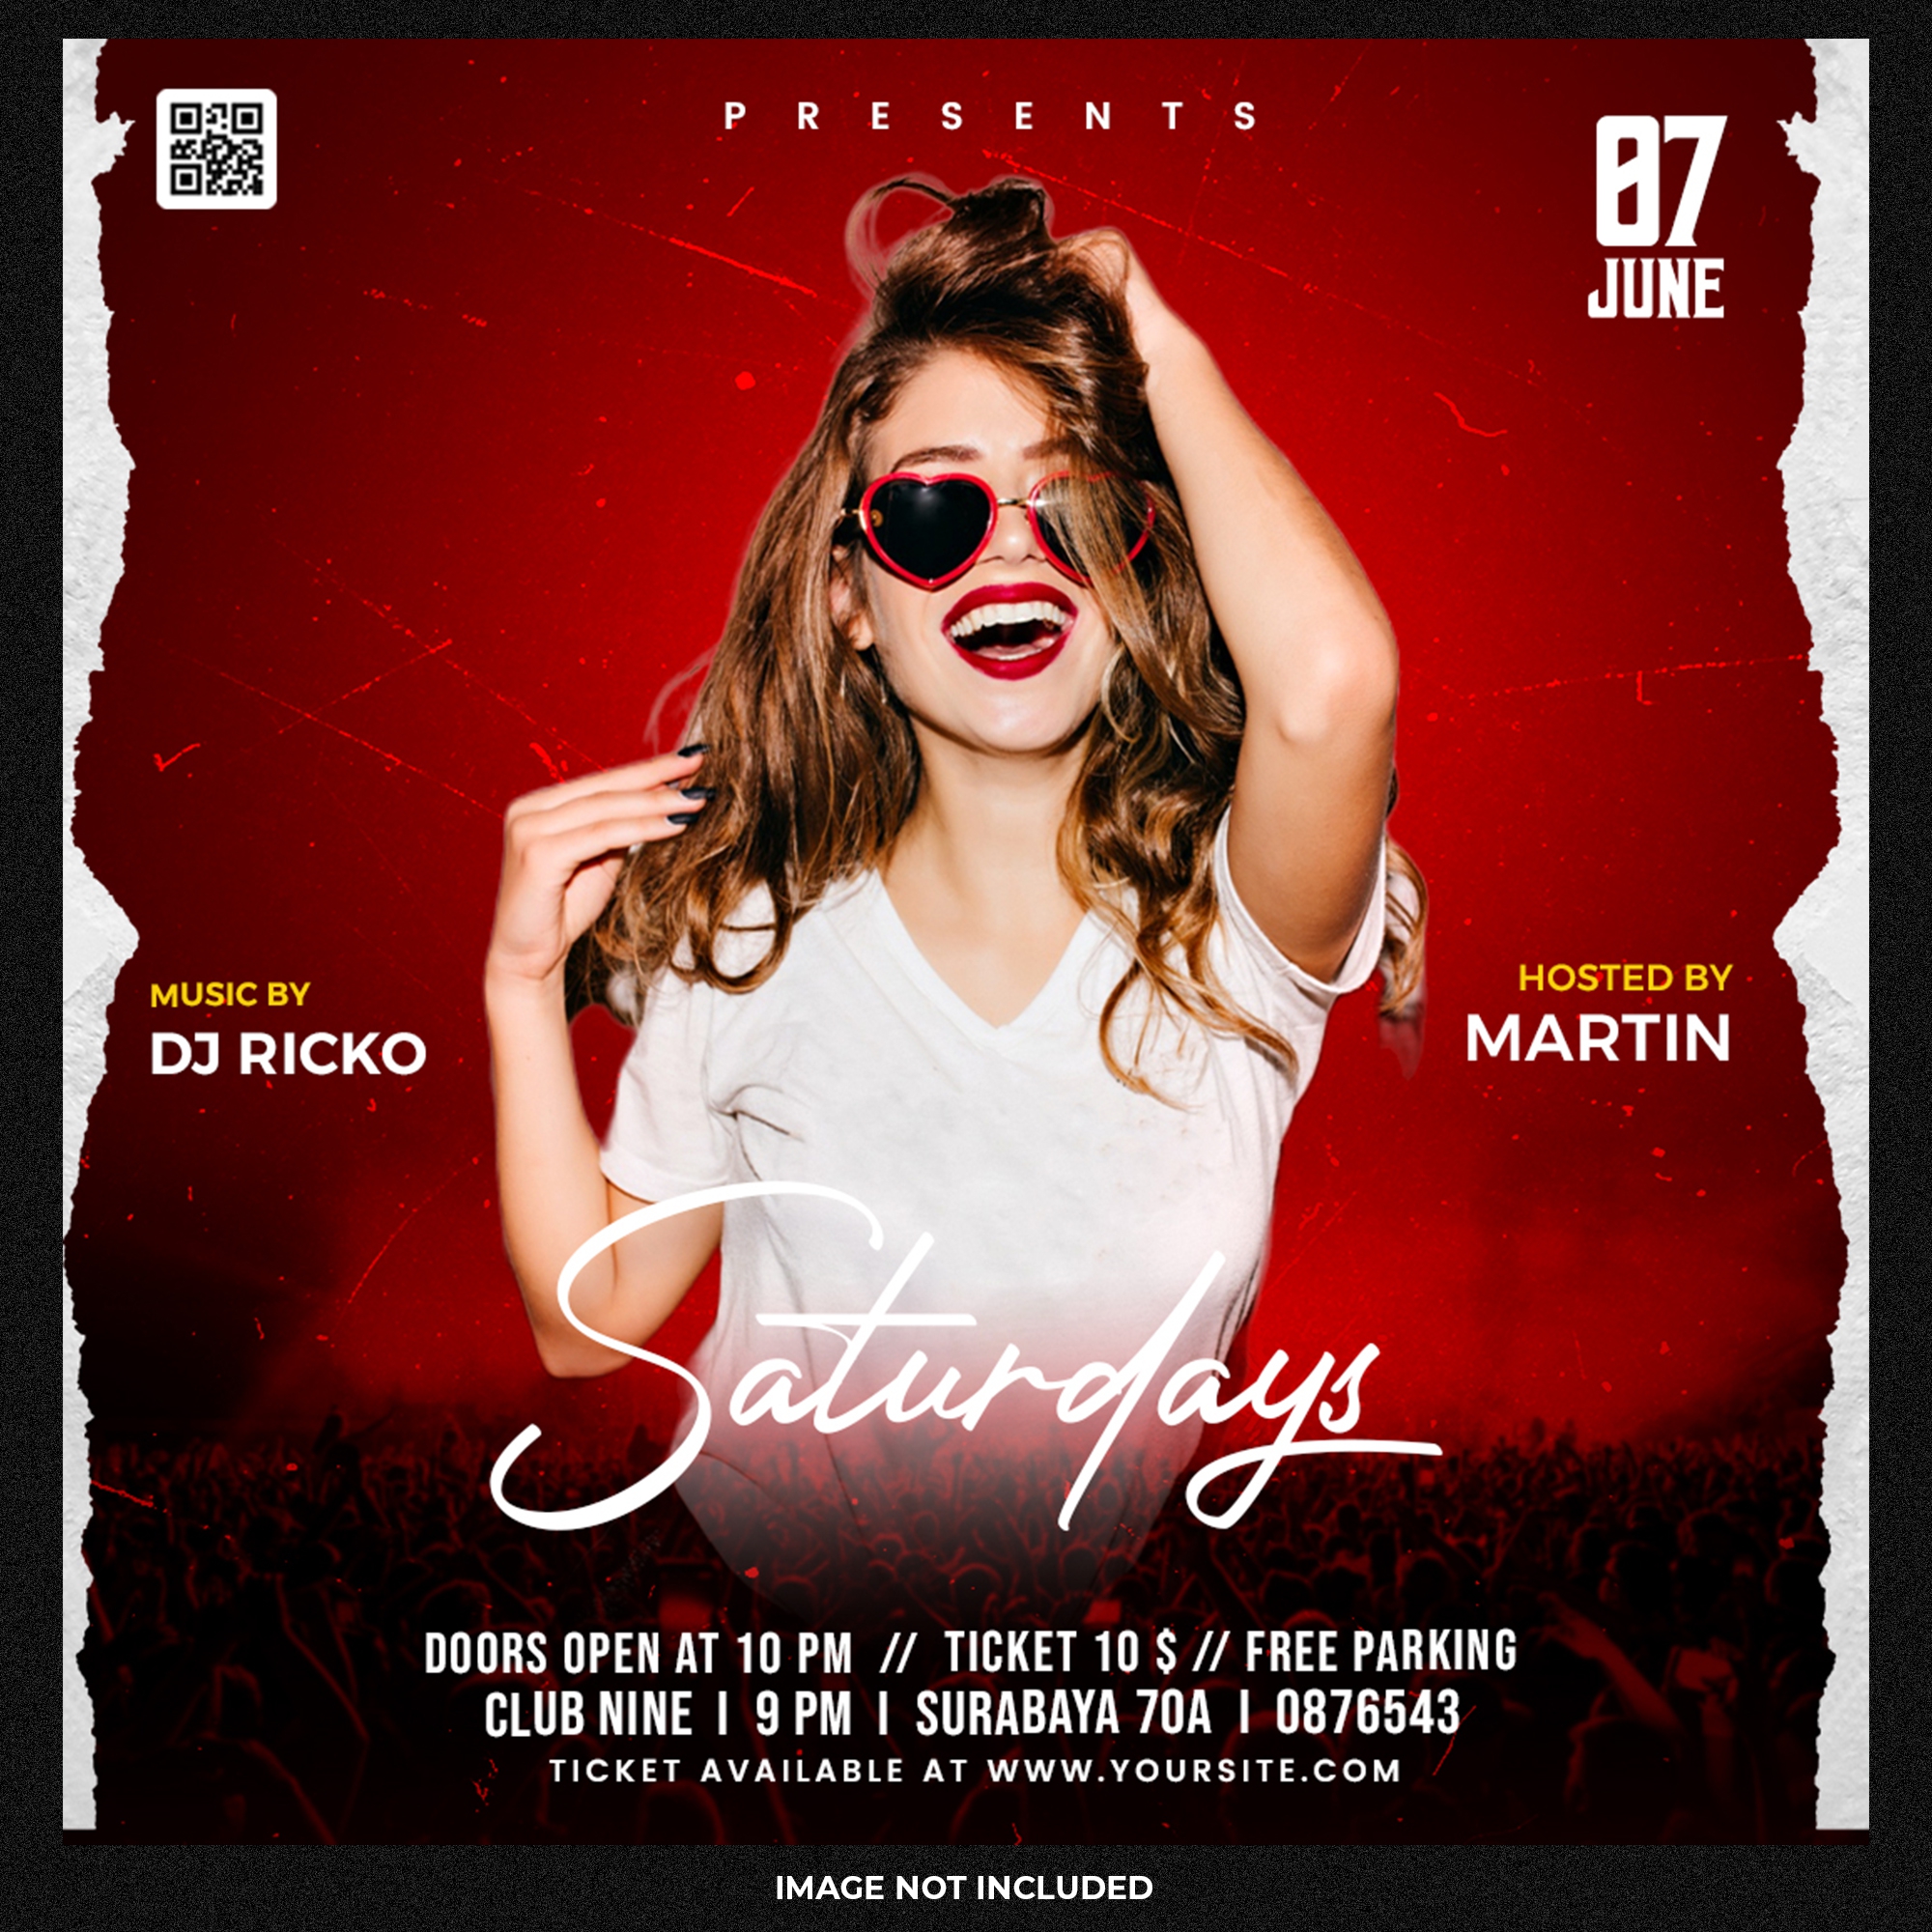 PRESENTS
07
JUNE
MUSIC BY
DJ RICKO
HOSTED BY
MARTIN
Saturdays
DOORS OPEN AT 10 PM // TICKET 10 $ // FREE PARKING
CLUB NINE I 9 PM I SURABAYA 70A I 0876543
TICKET AVAILABLE AT WWW.YOURSITE.COM
IMAGE NOT INCLUDED